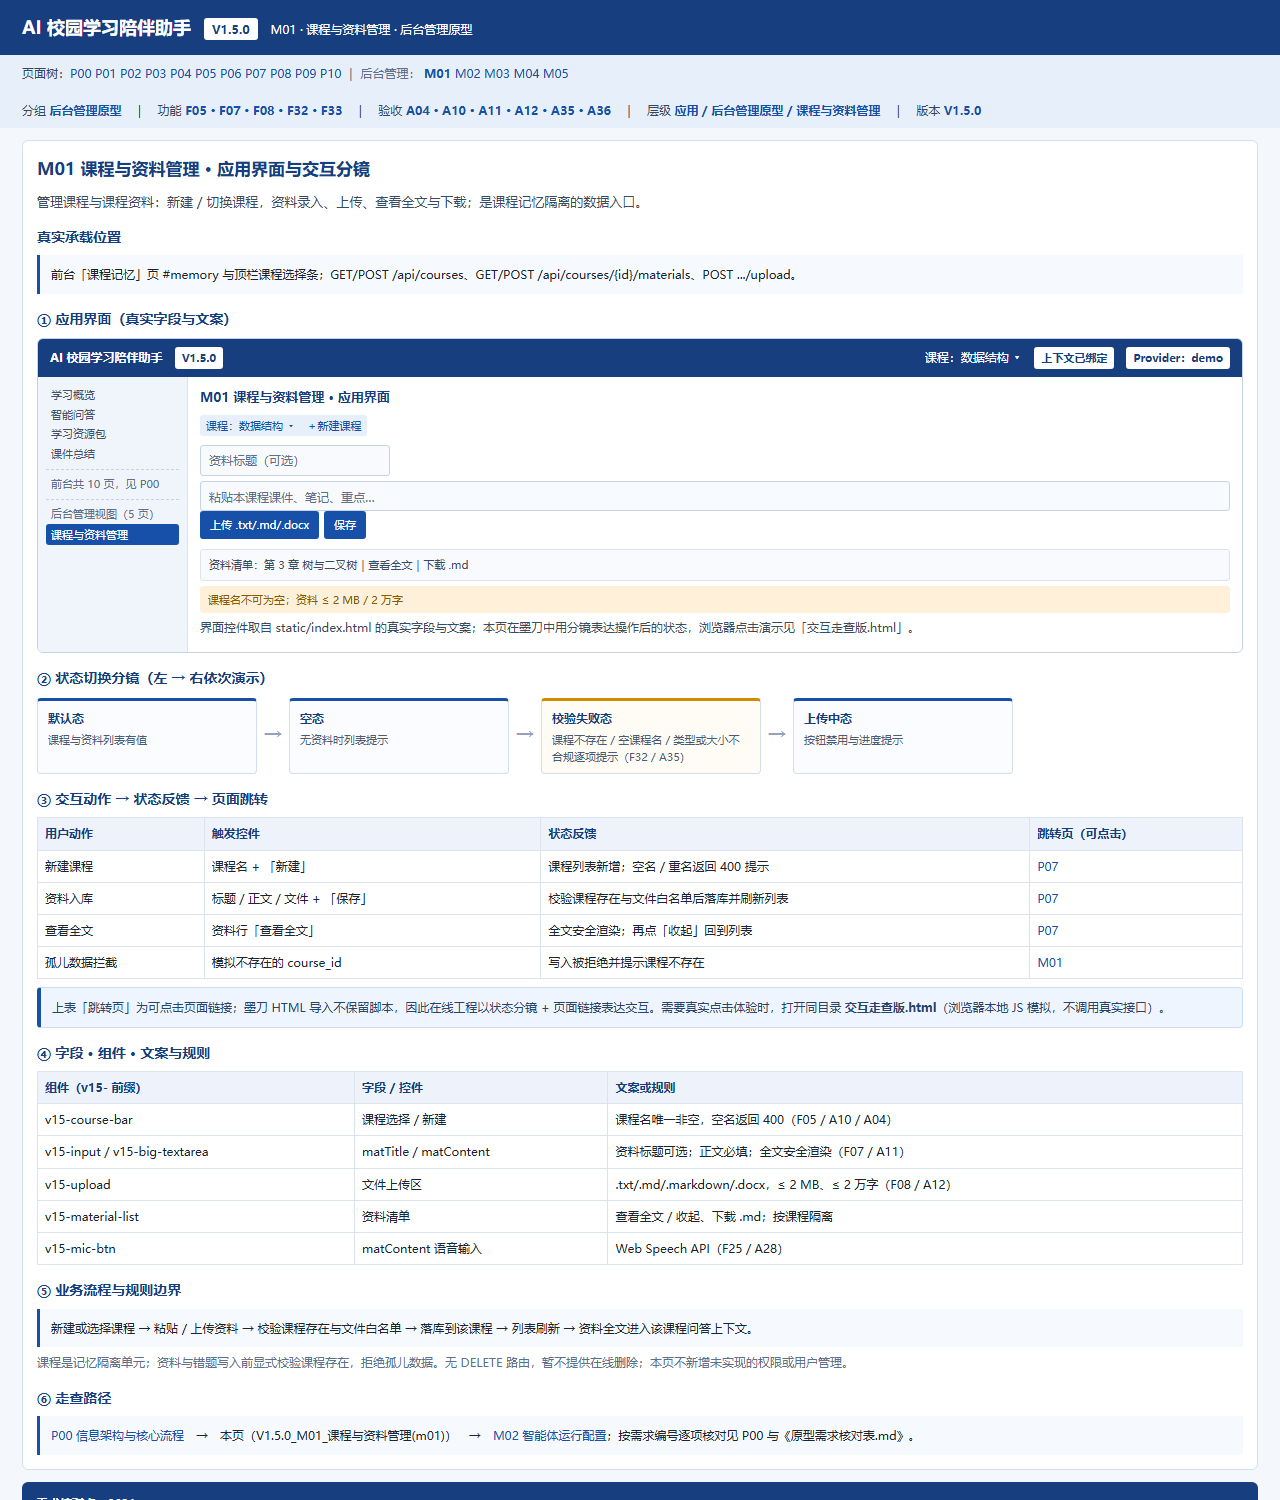 AI 校园学习陪伴助手 V1.5.0 M01 · 课程与资料管理 · 后台管理原型
页面树： P00 P01 P02 P03 P04 P05 P06 P07 P08 P09 P10 | 后台管理： M01 M02 M03 M04 M05
分组 后台管理原型 | 功能 F05 • F07 • F08 • F32 • F33 | 验收 A04 • A10 • A11 • A12 • A35 • A36 | 层级 应用 / 后台管理原型 / 课程与资料管理 | 版本 V1.5.0
M01 课程与资料管理 • 应用界面与交互分镜
管理课程与课程资料：新建 / 切换课程，资料录入、上传、查看全文与下载；是课程记忆隔离的数据入口。
真实承载位置
前台「课程记忆」页 #memory 与顶栏课程选择条；GET/POST /api/courses、GET/POST /api/courses/{id}/materials、POST .../upload。
① 应用界面（真实字段与文案）
AI 校园学习陪伴助手 V1.5.0 课程：数据结构 ▾ 上下文已绑定 Provider：demo
学习概览
智能问答
学习资源包
课件总结
前台共 10 页，见 P00
后台管理视图（5 页）
课程与资料管理
M01 课程与资料管理 • 应用界面
课程：数据结构 ▾ ＋新建课程
资料标题（可选）
粘贴本课程课件、笔记、重点...
上传 .txt/.md/.docx 保存
资料清单：第 3 章 树与二叉树 | 查看全文 | 下载 .md
课程名不可为空；资料 ≤ 2 MB / 2 万字
界面控件取自 static/index.html 的真实字段与文案；本页在墨刀中用分镜表达操作后的状态，浏览器点击演示见「交互走查版.html」。
② 状态切换分镜（左 → 右依次演示）
默认态
课程与资料列表有值
→
空态
无资料时列表提示
→
校验失败态
课程不存在 / 空课程名 / 类型或大小不
合规逐项提示（F32 / A35）
→
上传中态
按钮禁用与进度提示
③ 交互动作 → 状态反馈 → 页面跳转
用户动作 触发控件 状态反馈 跳转页（可点击）
新建课程 课程名 + 「新建」 课程列表新增；空名 / 重名返回 400 提示 P07
资料入库 标题 / 正文 / 文件 + 「保存」 校验课程存在与文件白名单后落库并刷新列表 P07
查看全文 资料行「查看全文」 全文安全渲染；再点「收起」回到列表 P07
孤儿数据拦截 模拟不存在的 course_id 写入被拒绝并提示课程不存在 M01
上表「跳转页」为可点击页面链接；墨刀 HTML 导入不保留脚本，因此在线工程以状态分镜 + 页面链接表达交互。需要真实点击体验时，打开同目录 交互走查版.html（浏览器本地 JS 模拟，不调用真实接口）。
④ 字段 • 组件 • 文案与规则
组件（v15- 前缀） 字段 / 控件 文案或规则
v15-course-bar 课程选择 / 新建 课程名唯一非空，空名返回 400（F05 / A10 / A04）
v15-input / v15-big-textarea matTitle / matContent 资料标题可选；正文必填；全文安全渲染（F07 / A11）
v15-upload 文件上传区 .txt/.md/.markdown/.docx，≤ 2 MB、≤ 2 万字（F08 / A12）
v15-material-list 资料清单 查看全文 / 收起、下载 .md；按课程隔离
v15-mic-btn matContent 语音输入 Web Speech API（F25 / A28）
⑤ 业务流程与规则边界
新建或选择课程 → 粘贴 / 上传资料 → 校验课程存在与文件白名单 → 落库到该课程 → 列表刷新 → 资料全文进入该课程问答上下文。
课程是记忆隔离单元；资料与错题写入前显式校验课程存在，拒绝孤儿数据。无 DELETE 路由，暂不提供在线删除；本页不新增未实现的权限或用户管理。
⑥ 走查路径
P00 信息架构与核心流程 → 本页（V1.5.0_M01_课程与资料管理(m01)） → M02 智能体运行配置；按需求编号逐项核对见 P00 与《原型需求核对表.md》。